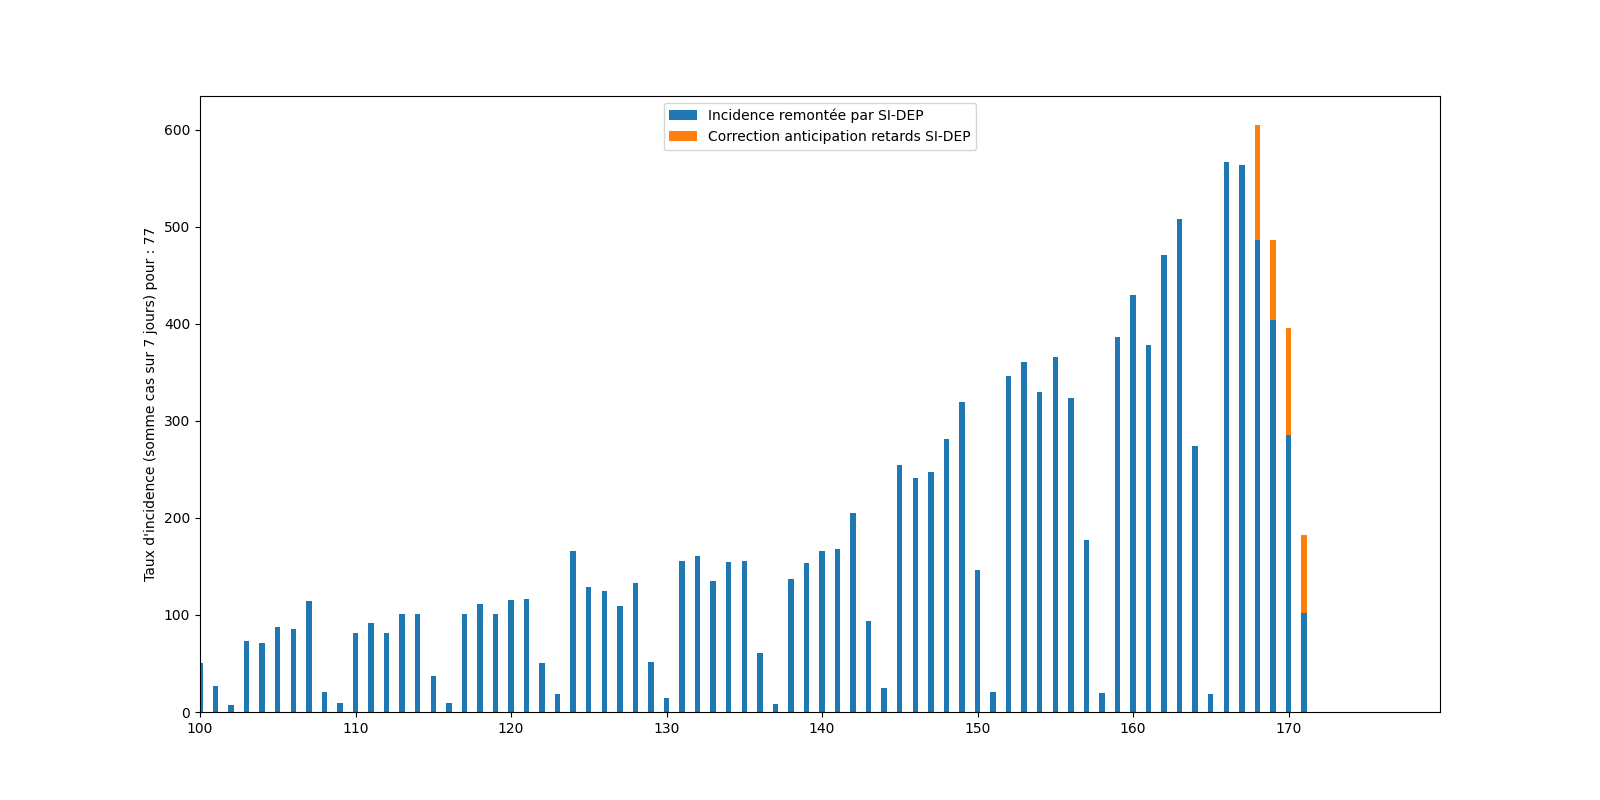 Incidence remontée par SI-DEP
Correction anticipation retards SI-DEP
Taux d'incidence (somme cas sur 7 jours) pour : 77
600
500
400
300
200
100
0
100 110 120 130 140 150 160 170